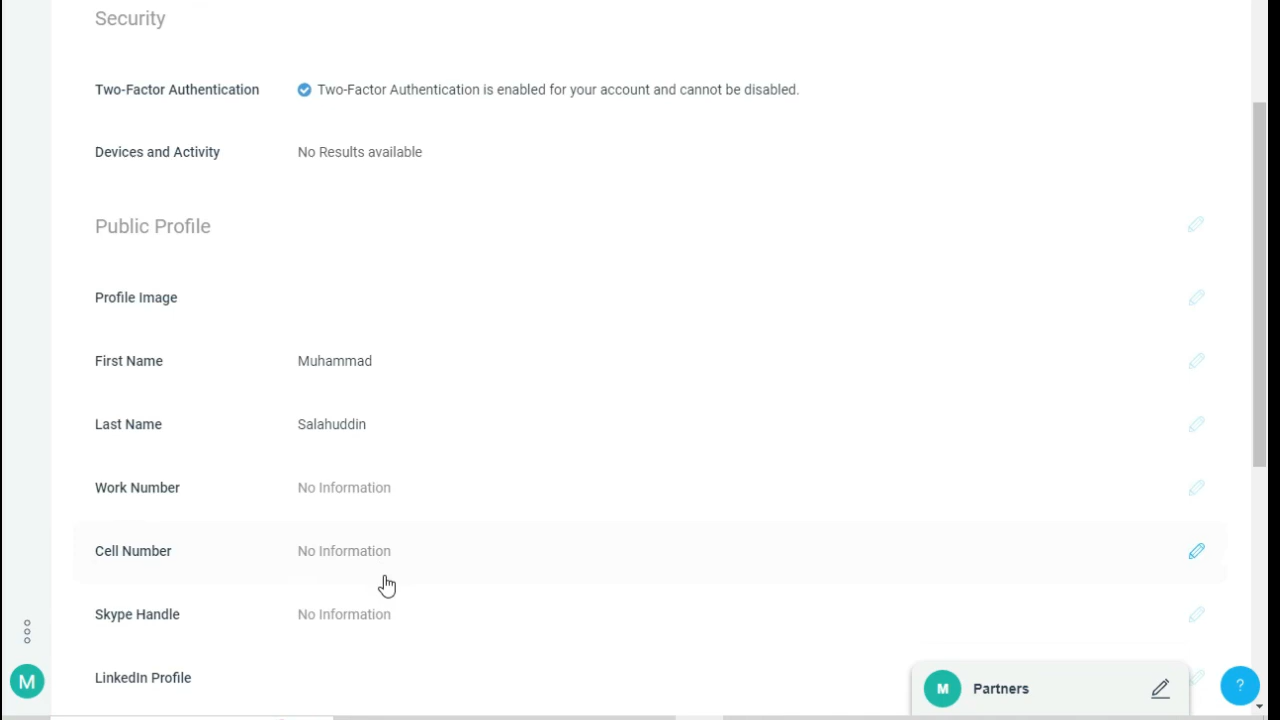 Security
Two-Factor Authentication Two-Factor Authentication is enabled for your account and cannot be disabled.
Devices and Activity No Results available
Public Profile
Profile Image
First Name Muhammad
Last Name Salahuddin
Work Number No Information
Cell Number No Information
Skype Handle No Information
LinkedIn Profile
M
M Partners
?